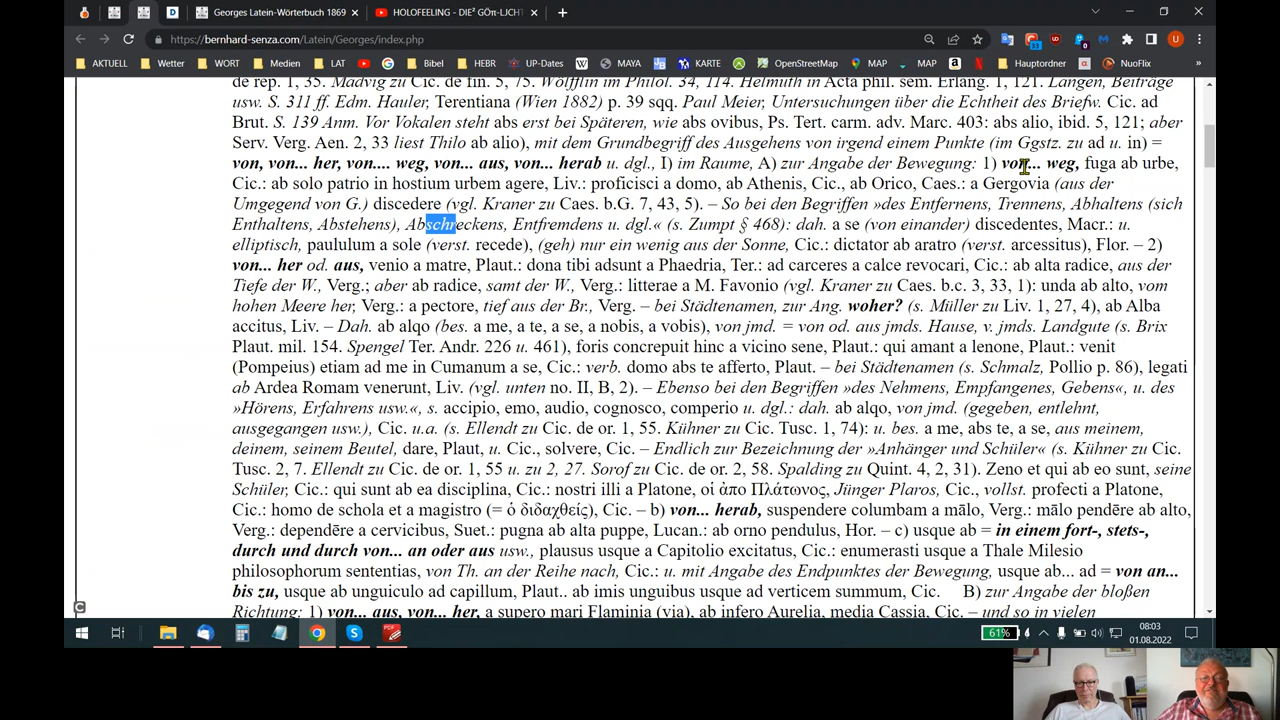 Georges Latein-Wörterbuch 1869
HOLOFEELING - DIE² GÖπ-LICHT
https://bernhard-senza.com/Latein/Georges/index.php
AKTUELL Wetter WORT Medien LAT Bibel HEBR UP-Dates MAYA KARTE OpenStreetMap MAP MAP Hauptordner NuoFlix
de rep. 1, 35. Madvig zu Cic. de fin. 5, 75. Wölfflin im Philol. 34, 114. Helmuth in Acta phil. sem. Erlang. 1, 121. Langen, Beiträge
usw. S. 311 ff. Edm. Hauler, Terentiana (Wien 1882) p. 39 sqq. Paul Meier, Untersuchungen iüber die Echtheit des Briefw. Cic. ad
Brut. S. 139 Anm. Vor Vokalen steht abs erst bei Späteren, wie abs ovibus, Ps. Tert. carm. adv. Marc. 403: abs alio, ibid. 5, 121; aber
Serv. Verg. Aen. 2, 33 liest Thilo ab alio), mit dem Grundbegriff des Ausgehens von irgend einem Punkte (im Ggstz. zu ad u. in) =
von, von... her, von.... weg, von... aus, von... herab u. dgl., I) im Raume, A) zur Angabe der Bewegung: 1) von... weg, fuga ab urbe,
Cic.: ab solo patrio in hostium urbem agere, Liv.: proficisci a domo, ab Athenis, Cic., ab Orico, Caes.: a Gergovia (aus der
Umgegend von G.) discedere (vgl. Kraner zu Caes. b.G. 7, 43, 5). – So bei den Begriffen »des Entfernens, Trennens, Abhaltens (sich
Enthaltens, Abstehens), Abschreckens, Entfremdens u. dgl.« (s. Zumpt § 468): dah. a se (von einander) discedentes, Macr.: u.
elliptisch, paululum a sole (verst. recede), (geh) nur ein wenig aus der Sonne, Cic.: dictator ab aratro (verst. arcessitus), Flor. – 2)
von... her od. aus, venio a matre, Plaut.: dona tibi adsunt a Phaedria, Ter.: ad carceres a calce revocari, Cic.: ab alta radice, aus der
Tiefe der W., Verg.; aber ab radice, samt der W., Verg.: litterae a M. Favonio (vgl. Kraner zu Caes. b.c. 3, 33, 1): unda ab alto, vom
hohen Meere her, Verg.: a pectore, tief aus der Br., Verg. – bei Städtenamen, zur Ang. woher? (s. Müller zu Liv. 1, 27, 4), ab Alba
accitus, Liv. – Dah. ab alqo (bes. a me, a te, a se, a nobis, a vobis), von jmd. = von od. aus jmds. Hause, v. jmds. Landgute (s. Brix
Plaut. mil. 154. Spengel Ter. Andr. 226 u. 461), foris concrepuit hinc a vicino sene, Plaut.: qui amant a lenone, Plaut.: venit
(Pompeius) etiam ad me in Cumanum a se, Cic.: verb. domo abs te afferto, Plaut. – bei Städtenamen (s. Schmalz, Pollio p. 86), legati
ab Ardea Romam venerunt, Liv. (vgl. unten no. II, B, 2). – Ebenso bei den Begriffen »des Nehmens, Empfangenes, Gebens«, u. des
»Hörens, Erfahrens usw.«, s. accipio, emo, audio, cognosco, comperio u. dgl.: dah. ab alqo, von jmd. (gegeben, entlehnt,
ausgegangen usw.), Cic. u.a. (s. Ellendt zu Cic. de or. 1, 55. Kühner zu Cic. Tusc. 1, 74): u. bes. a me, abs te, a se, aus meinem,
deinem, seinem Beutel, dare, Plaut, u. Cic., solvere, Cic. – Endlich zur Bezeichnung der »Anhänger und Schüler« (s. Kühner zu Cic.
Tusc. 2, 7. Ellendt zu Cic. de or. 1, 55 u. zu 2, 27. Sorof zu Cic. de or. 2, 58. Spalding zu Quint. 4, 2, 31). Zeno et qui ab eo sunt, seine
Schüler, Cic.: qui sunt ab ea disciplina, Cic.: nostri illi a Platone, οἱ ἀπο Πλάτωνος, Jünger Plaros, Cic., vollst. profecti a Platone,
Cic.: homo de schola et a magistro (= ὁ διδαχθείς), Cic. – b) von... herab, suspendere columbam a mālo, Verg.: mālo pendēre ab alto,
Verg.: dependēre a cervicibus, Suet.: pugna ab alta puppe, Lucan.: ab orno pendulus, Hor. – c) usque ab = in einem fort-, stets-,
durch und durch von... an oder aus usw., plausus usque a Capitolio excitatus, Cic.: enumerasti usque a Thale Milesio
philosophorum sententias, von Th. an der Reihe nach, Cic.: u. mit Angabe des Endpunktes der Bewegung, usque ab... ad = von an...
bis zu, usque ab unguiculo ad capillum, Plaut.. ab imis unguibus usque ad verticem summum, Cic. B) zur Angabe der bloßen
Richtung: 1) von... aus, von... her, a supero mari Flaminia (via), ab infero Aurelia, media Cassia, Cic. – und so in vielen
61%
08:03
01.08.2022